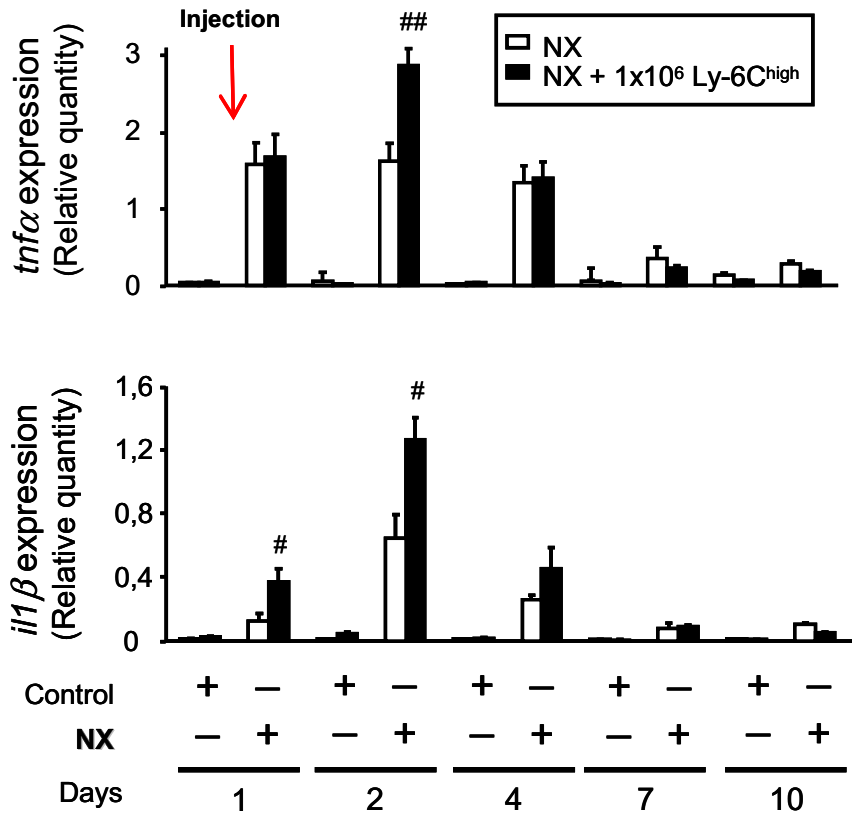 Injection
##
NX
NX + 1x10⁶ Ly-6Cʰⁱᵍʰ
tnfα expression
(Relative quantity)
3
2
1
0
il1β expression
(Relative quantity)
1,6
1,2
0,8
0,4
0
#
#
Control + − + − + − + − + −
NX − + − + − + − + − +
Days 1 2 4 7 10